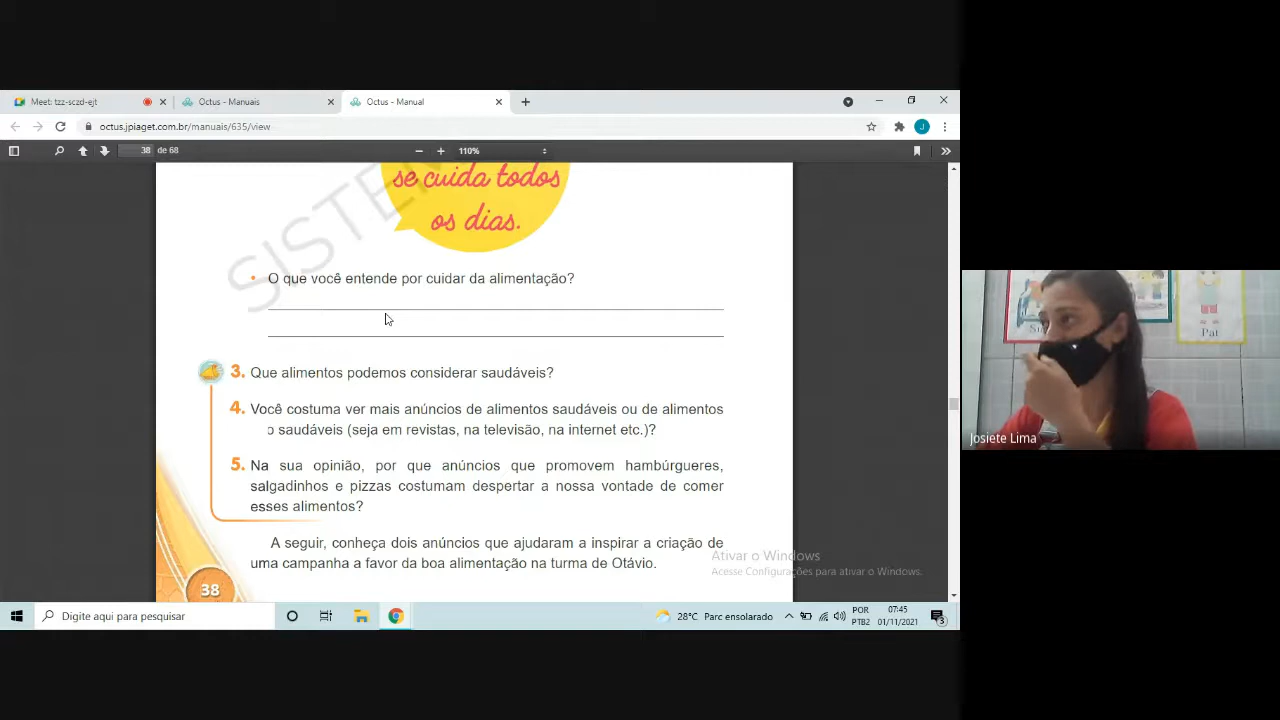 Meet: tzz-sczd-ejt
Octus - Manuais
Octus - Manual
octus.jpiaget.com.br/manuais/635/view
J
38 de 68
110%
se cuida todos
os dias.
SISTE
• O que você entende por cuidar da alimentação?
3. Que alimentos podemos considerar saudáveis?
4. Você costuma ver mais anúncios de alimentos saudáveis ou de alimentos
o saudáveis (seja em revistas, na televisão, na internet etc.)?
5. Na sua opinião, por que anúncios que promovem hambúrgueres,
salgadinhos e pizzas costumam despertar a nossa vontade de comer
esses alimentos?
A seguir, conheça dois anúncios que ajudaram a inspirar a criação de
uma campanha a favor da boa alimentação na turma de Otávio.
38
Ativar o Windows
Acesse Configurações para ativar o Windows.
Digite aqui para pesquisar
28°C Parc ensolarado
POR
PTB2
07:45
01/11/2021
3
Pat
Josiete Lima